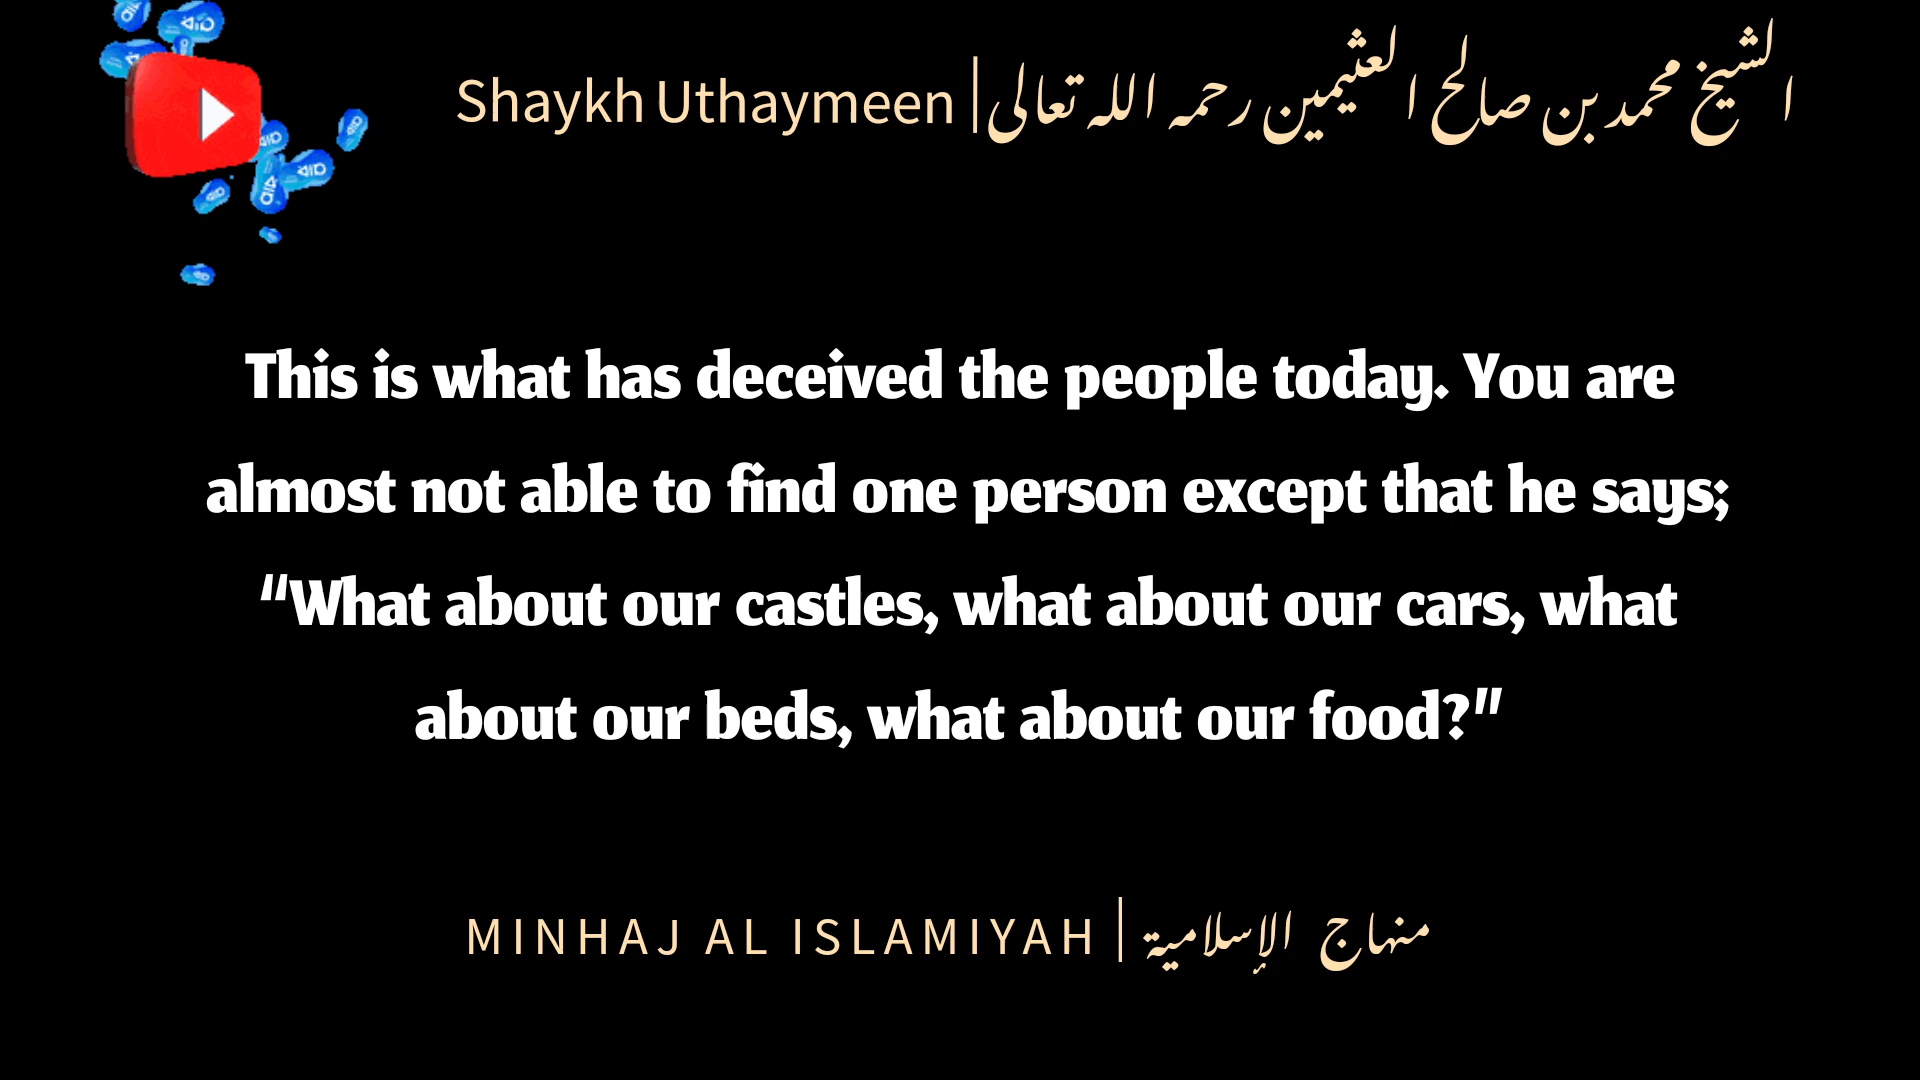 Shaykh Uthaymeen | الشيخ محمد بن صالح العثيمين رحمه الله تعالى
This is what has deceived the people today. You are
almost not able to find one person except that he says;
“What about our castles, what about our cars, what
about our beds, what about our food?”
MINHAJ AL ISLAMIYAH | منهاج الإسلامية